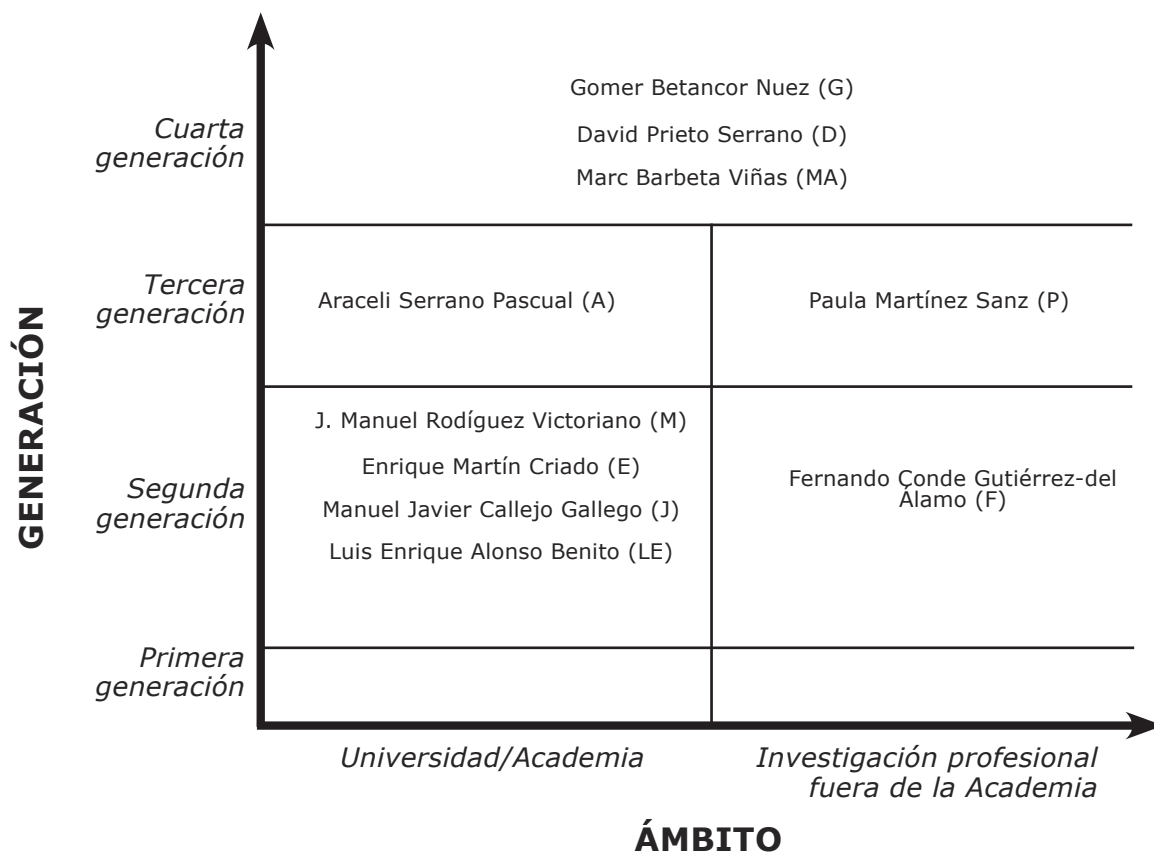 Gomer Betancor Nuez (G)
Cuarta
generación
David Prieto Serrano (D)
Marc Barbeta Viñas (MA)
Tercera
generación
Araceli Serrano Pascual (A)
Paula Martínez Sanz (P)
GENERACIÓN
J. Manuel Rodíguez Victoriano (M)
Enrique Martín Criado (E)
Segunda
generación
Manuel Javier Callejo Gallego (J)
Luis Enrique Alonso Benito (LE)
Fernando Conde Gutiérrez-del
Álamo (F)
Primera
generación
Universidad/Academia
Investigación profesional
fuera de la Academia
ÁMBITO